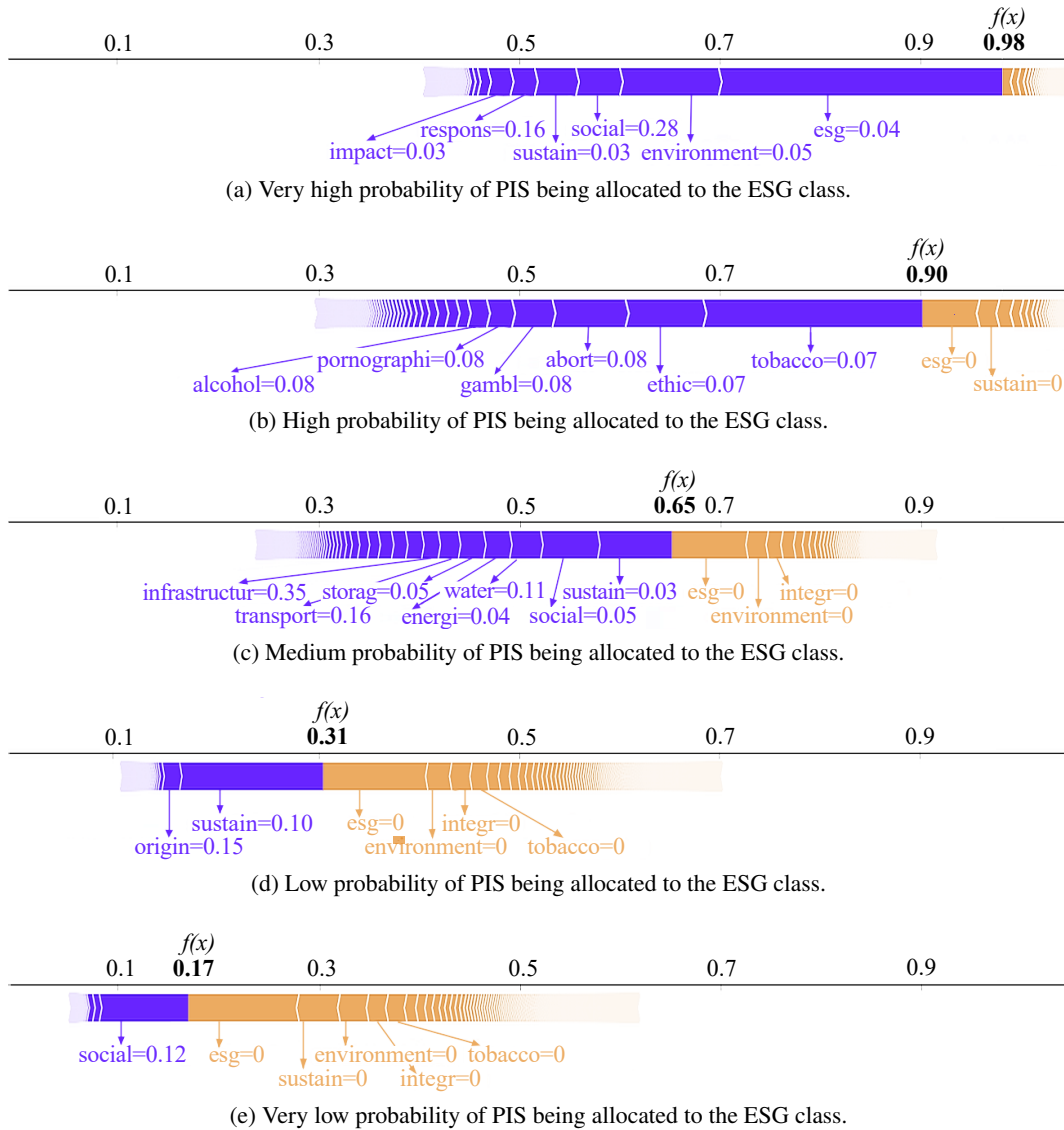 f(x)
0.1 0.3 0.5 0.7 0.9 0.98
respons=0.16 social=0.28 esg=0.04
impact=0.03 sustain=0.03 environment=0.05
(a) Very high probability of PIS being allocated to the ESG class.
f(x)
0.1 0.3 0.5 0.7 0.90
pornographi=0.08 abort=0.08 tobacco=0.07 esg=0
alcohol=0.08 gambl=0.08 ethic=0.07 sustain=0
(b) High probability of PIS being allocated to the ESG class.
f(x)
0.1 0.3 0.5 0.65 0.7 0.9
infrastructur=0.35 storag=0.05 water=0.11 sustain=0.03 esg=0 integr=0
transport=0.16 energi=0.04 social=0.05 environment=0
(c) Medium probability of PIS being allocated to the ESG class.
f(x)
0.1 0.31 0.5 0.7 0.9
sustain=0.10 esg=0 integr=0
origin=0.15 environment=0 tobacco=0
(d) Low probability of PIS being allocated to the ESG class.
f(x)
0.1 0.17 0.3 0.5 0.7 0.9
social=0.12 esg=0 environment=0 tobacco=0
sustain=0 integr=0
(e) Very low probability of PIS being allocated to the ESG class.